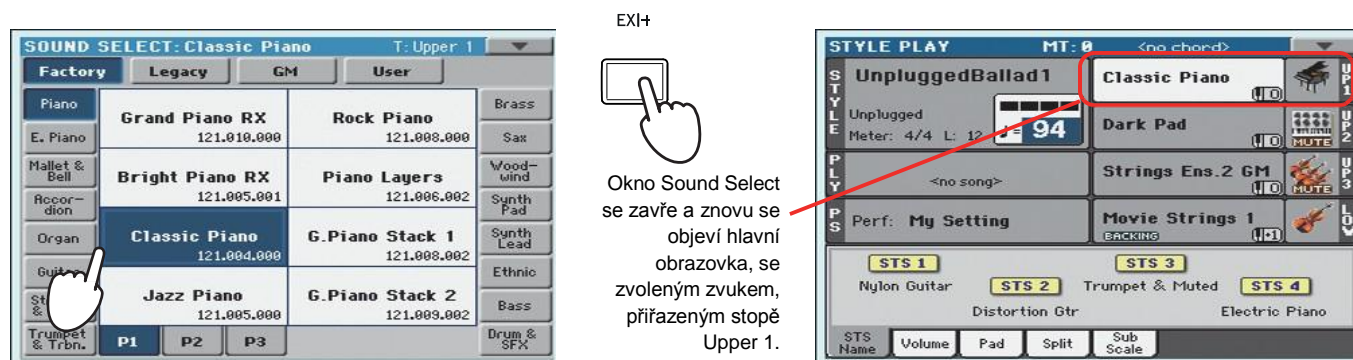 EXIT
SOUND SELECT: Classic Piano T: Upper 1
Factory Legacy GM User
Piano
E. Piano
Mallet & Bell
Accor- dion
Organ
Trumpet & Trbn.
Grand Piano RX
121.010.000
Rock Piano
121.008.000
Bright Piano RX
121.005.001
Piano Layers
121.006.002
Classic Piano
121.004.000
G.Piano Stack 1
121.008.002
Jazz Piano
121.005.000
G.Piano Stack 2
121.009.002
Brass
Sax
Wood- wind
Synth Pad
Synth Lead
Ethnic
Bass
Drum & SFX
P1 P2 P3
Okno Sound Select
se zavře a znovu se
objeví hlavní
obrazovka, se
zvoleným zvukem,
přiřazeným stopě
Upper 1.
STYLE PLAY MT: 0 <no chord>
STYLE
UnpluggedBallad1
Unplugged
Meter: 4/4 L: 12 ♩= 94
PLY
<no song>
PS
Perf: My Setting
Classic Piano
0
UP1
Dark Pad
0
MUTE
UP2
Strings Ens.2 GM
0
MUTE
UP3
Movie Strings 1
BACKING
+1
LOW
STS 1
Nylon Guitar
STS 2
Distortion Gtr
STS 3
Trumpet & Muted
STS 4
Electric Piano
STS Name Volume Pad Split Sub Scale